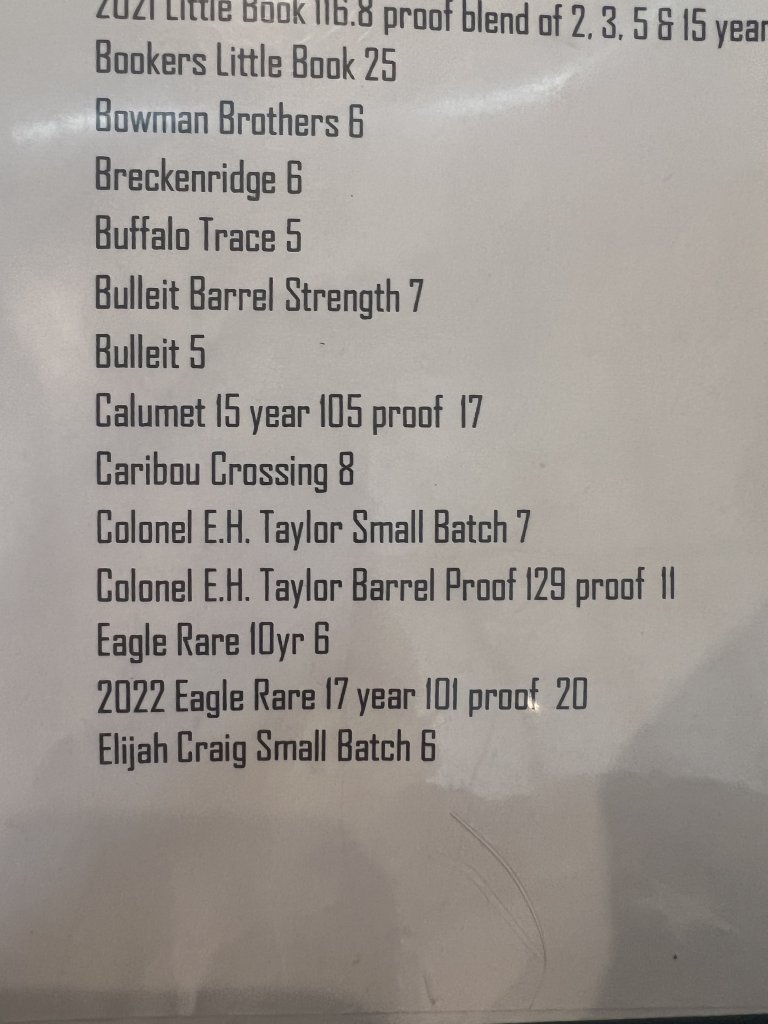 2021 Little Book 116.8 proof blend of 2, 3, 5 & 15 year
Bookers Little Book 25
Bowman Brothers 6
Breckenridge 6
Buffalo Trace 5
Bulleit Barrel Strength 7
Bulleit 5
Calumet 15 year 105 proof 17
Caribou Crossing 8
Colonel E.H. Taylor Small Batch 7
Colonel E.H. Taylor Barrel Proof 129 proof 11
Eagle Rare 10yr 6
2022 Eagle Rare 17 year 101 proof 20
Elijah Craig Small Batch 6